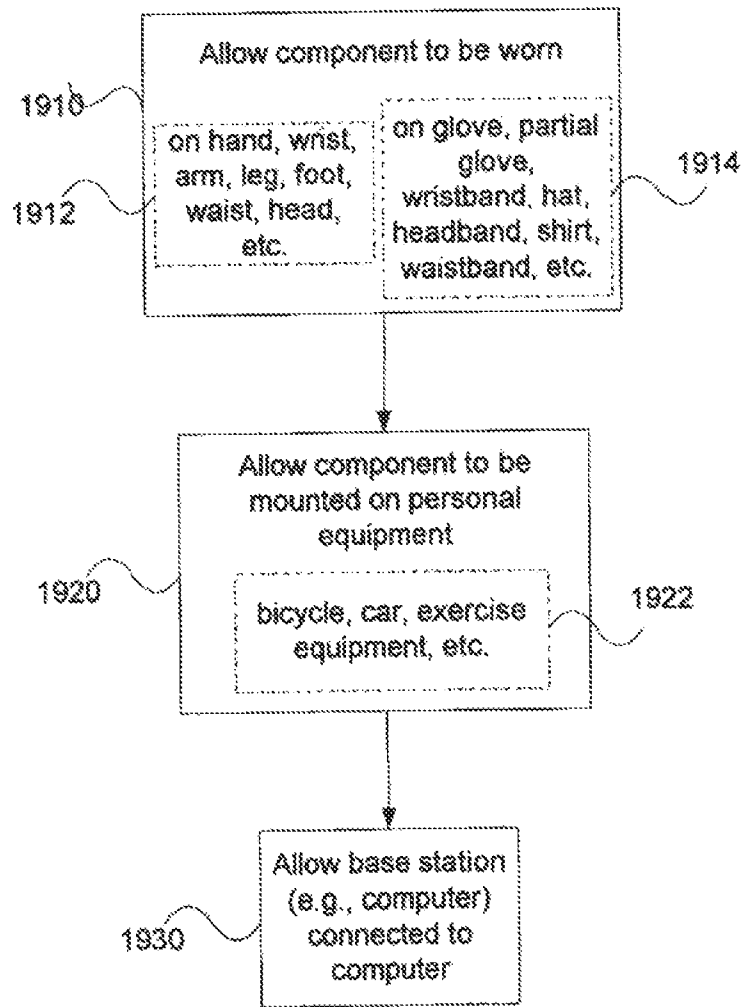 Allow component to be worn
1910
on hand, wrist,
arm, leg, foot,
waist, head,
etc.
1912
on glove, partial
glove,
wristband, hat,
headband, shirt,
waistband, etc.
1914
Allow component to be
mounted on personal
equipment
1920
bicycle, car, exercise
equipment, etc.
1922
Allow base station
(e.g., computer)
connected to
computer
1930